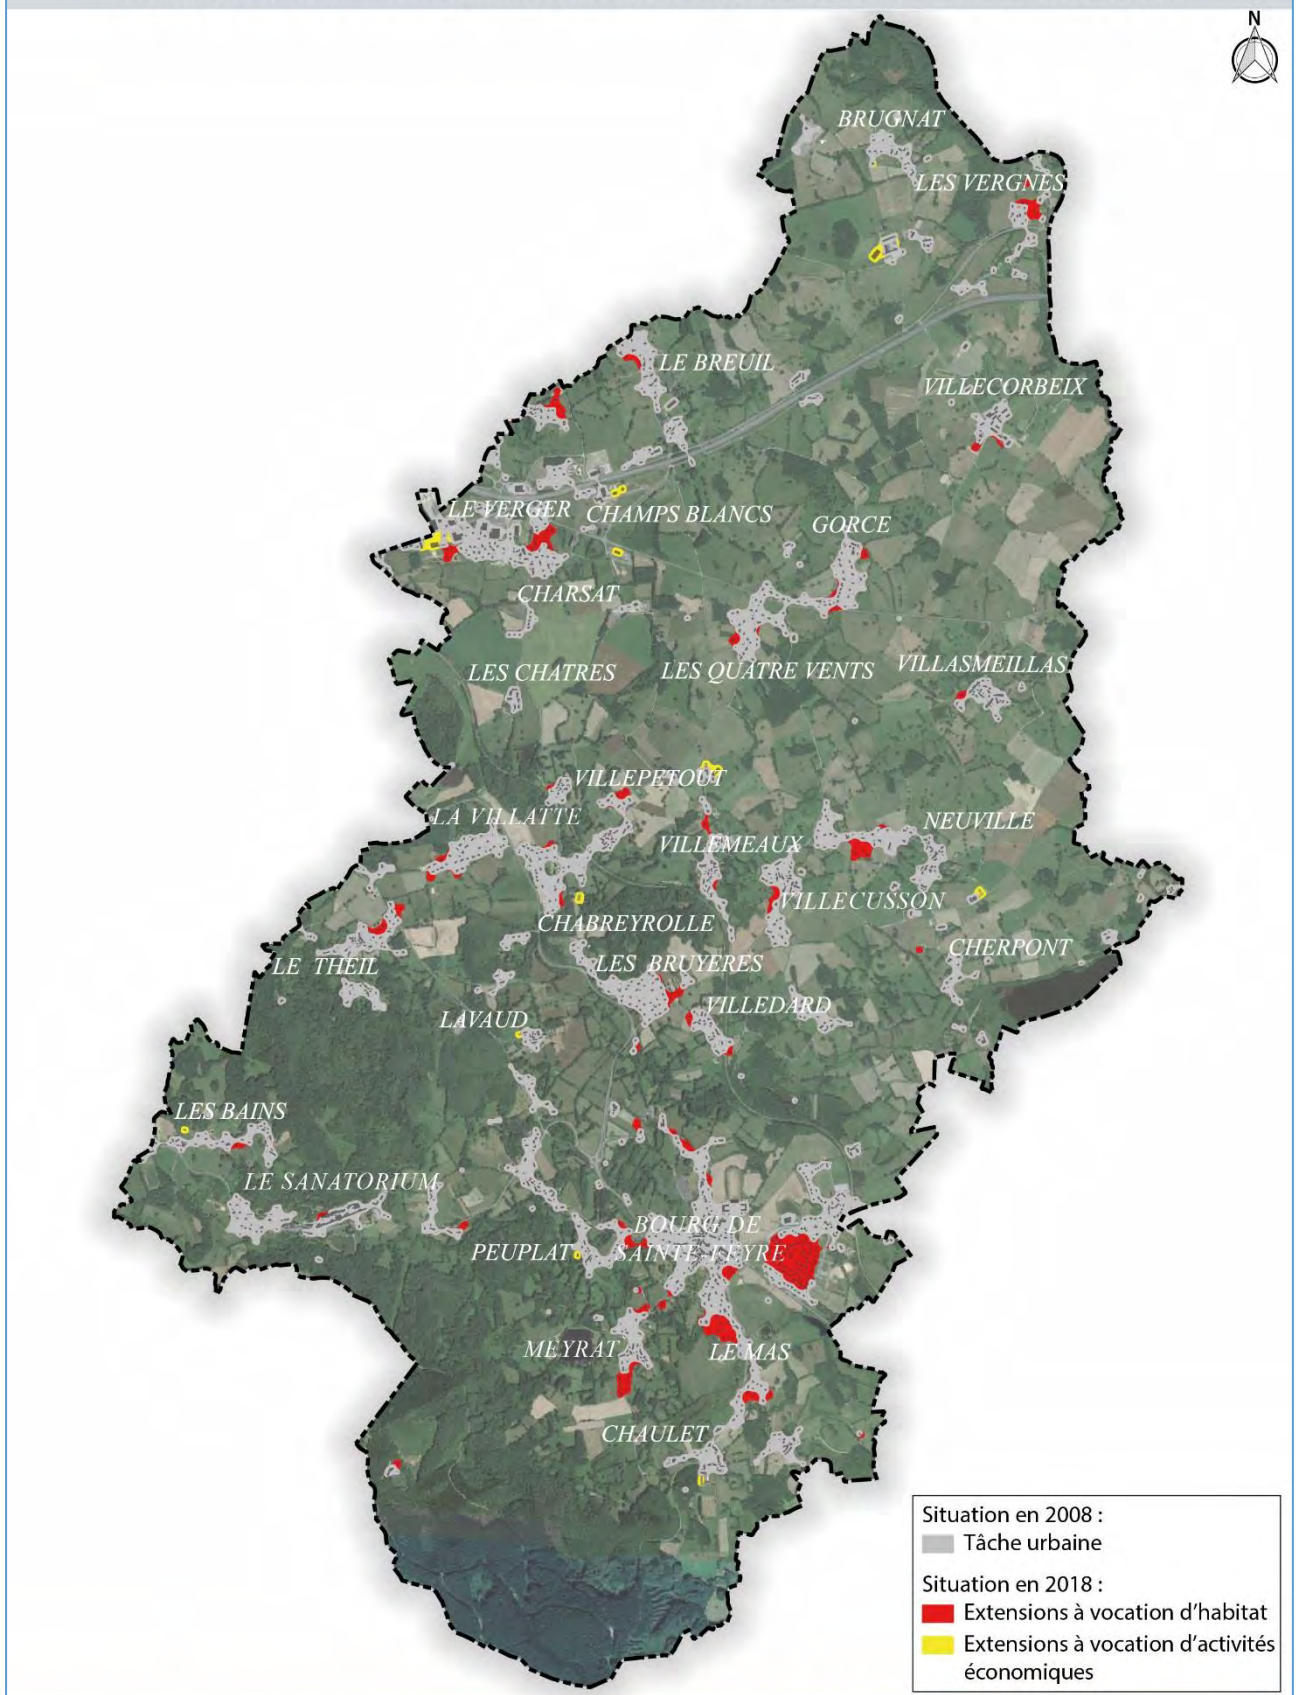 N
BRUGNAT
LES VERGNES
LE BREUIL
VILLECORBEIX
LE VERGER
CHAMPS BLANCS
GORCE
CHARSAT
LES CHATRES
LES QUATRE VENTS
VILLASMEILLAS
VILLEPETOUT
LA VILLATTE
NEUVILLE
VILLEMEAUX
VILLECUSSON
CHABREYROLLE
CHERPONT
LE THEIL
LES BRUYERES
VILLEDARD
LAVAUD
LES BAINS
LE SANATORIUM
BOURG DE
SAINTE-FEYRE
PEUPLAT
MEYRAT
LE MAS
CHAULET
Situation en 2008 :
Tâche urbaine
Situation en 2018 :
Extensions à vocation d'habitat
Extensions à vocation d'activités
économiques